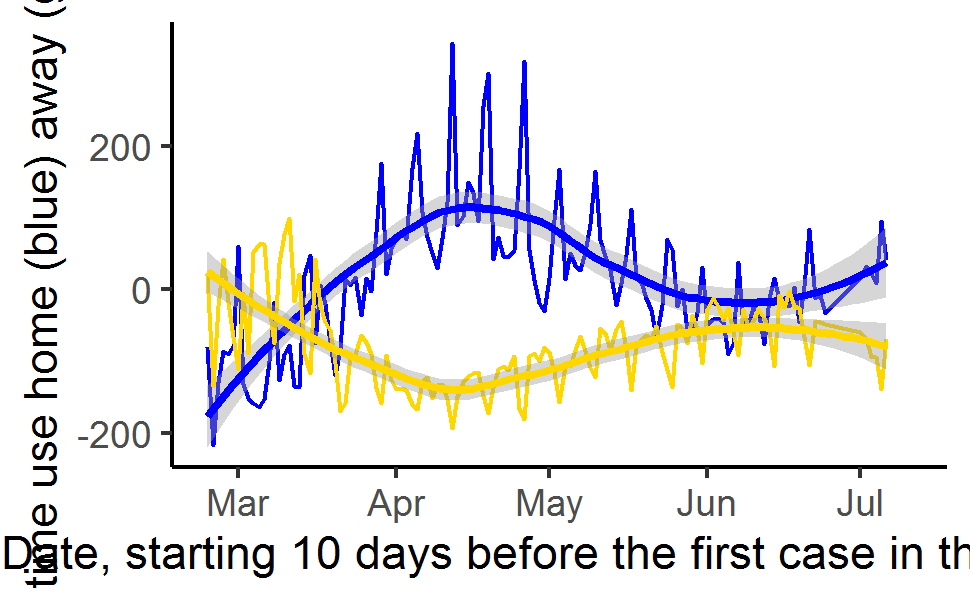 time use home (blue) away (
200
0
-200
Mar Apr May Jun Jul
Date, starting 10 days before the first case in th